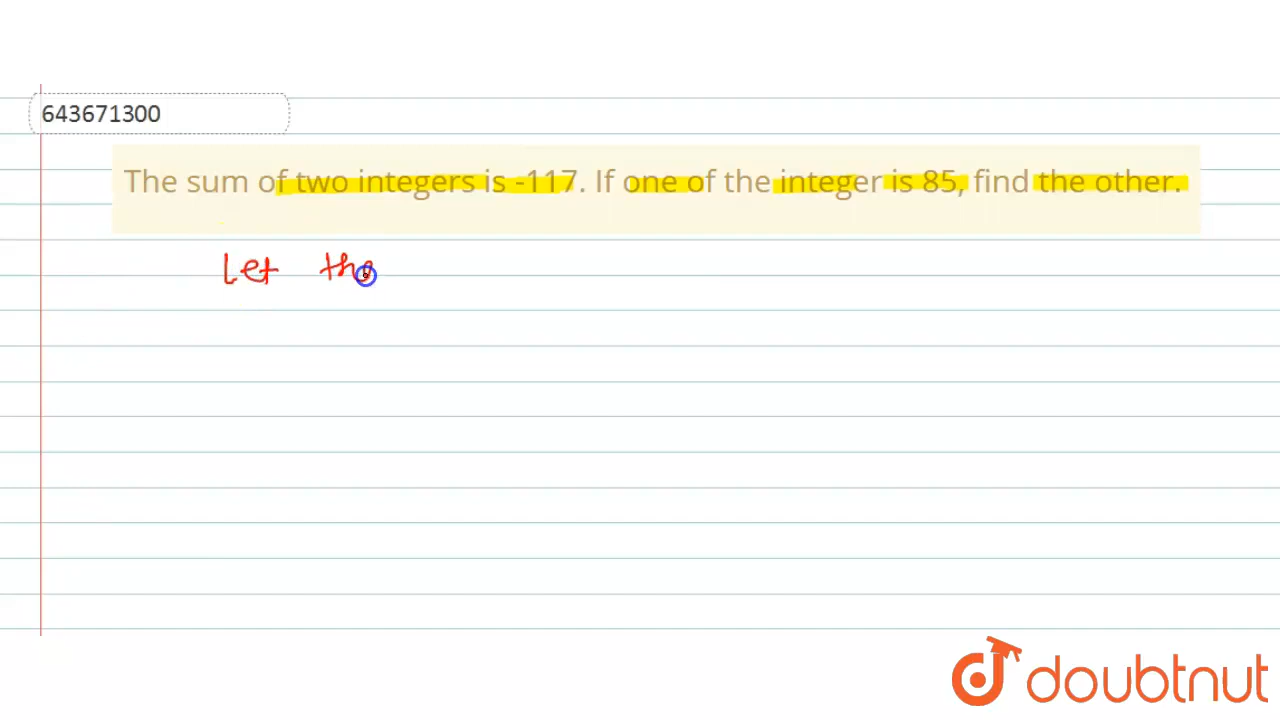 643671300
The sum of two integers is -117. If one of the integer is 85, find the other.
Let the
doubtnut